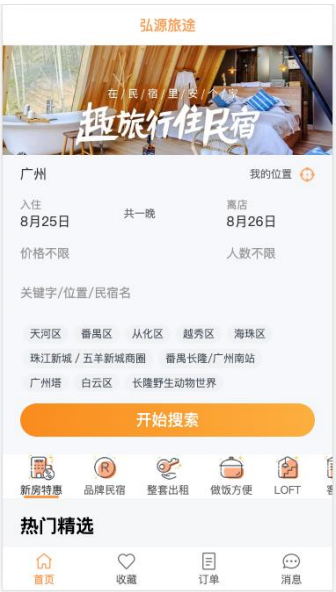 弘源旅途
在/民/宿/里/安/个/家
趣旅行住民宿
广州 我的位置
入住 离店
8月25日 共一晚 8月26日
价格不限 人数不限
关键字/位置/民宿名
天河区 番禺区 从化区 越秀区 海珠区
珠江新城 / 五羊新城商圈 番禺长隆/广州南站
广州塔 白云区 长隆野生动物世界
开始搜索
R
新房特惠 品牌民宿 整套出租 做饭方便 LOFT
热门精选
首页 收藏 订单 消息